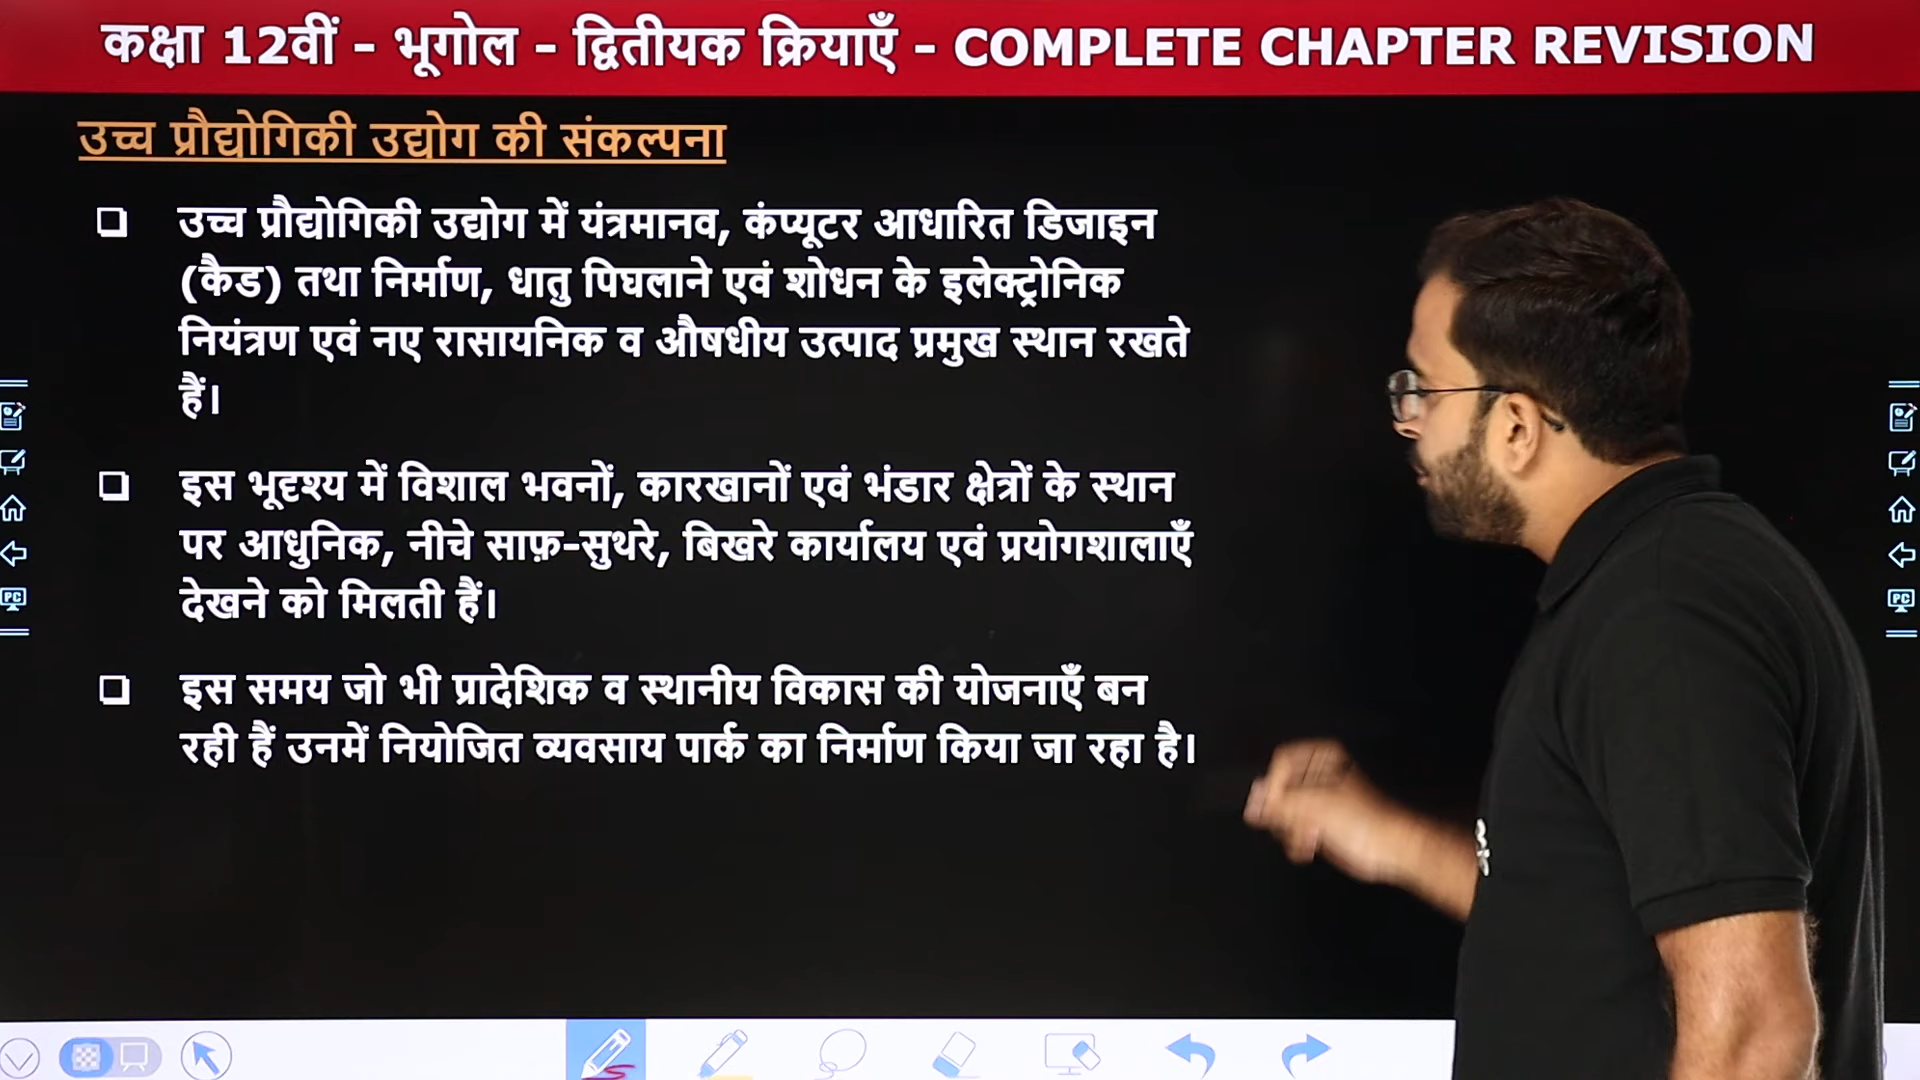 कक्षा 12वीं - भूगोल - द्वितीयक क्रियाएँ - COMPLETE CHAPTER REVISION
उच्च प्रौद्योगिकी उद्योग की संकल्पना
❑ उच्च प्रौद्योगिकी उद्योग में यंत्रमानव, कंप्यूटर आधारित डिजाइन
(कैड) तथा निर्माण, धातु पिघलाने एवं शोधन के इलेक्ट्रोनिक
नियंत्रण एवं नए रासायनिक व औषधीय उत्पाद प्रमुख स्थान रखते
हैं।
❑ इस भूदृश्य में विशाल भवनों, कारखानों एवं भंडार क्षेत्रों के स्थान
पर आधुनिक, नीचे साफ़-सुथरे, बिखरे कार्यालय एवं प्रयोगशालाएँ
देखने को मिलती हैं।
❑ इस समय जो भी प्रादेशिक व स्थानीय विकास की योजनाएँ बन
रही हैं उनमें नियोजित व्यवसाय पार्क का निर्माण किया जा रहा है।
PC
PC